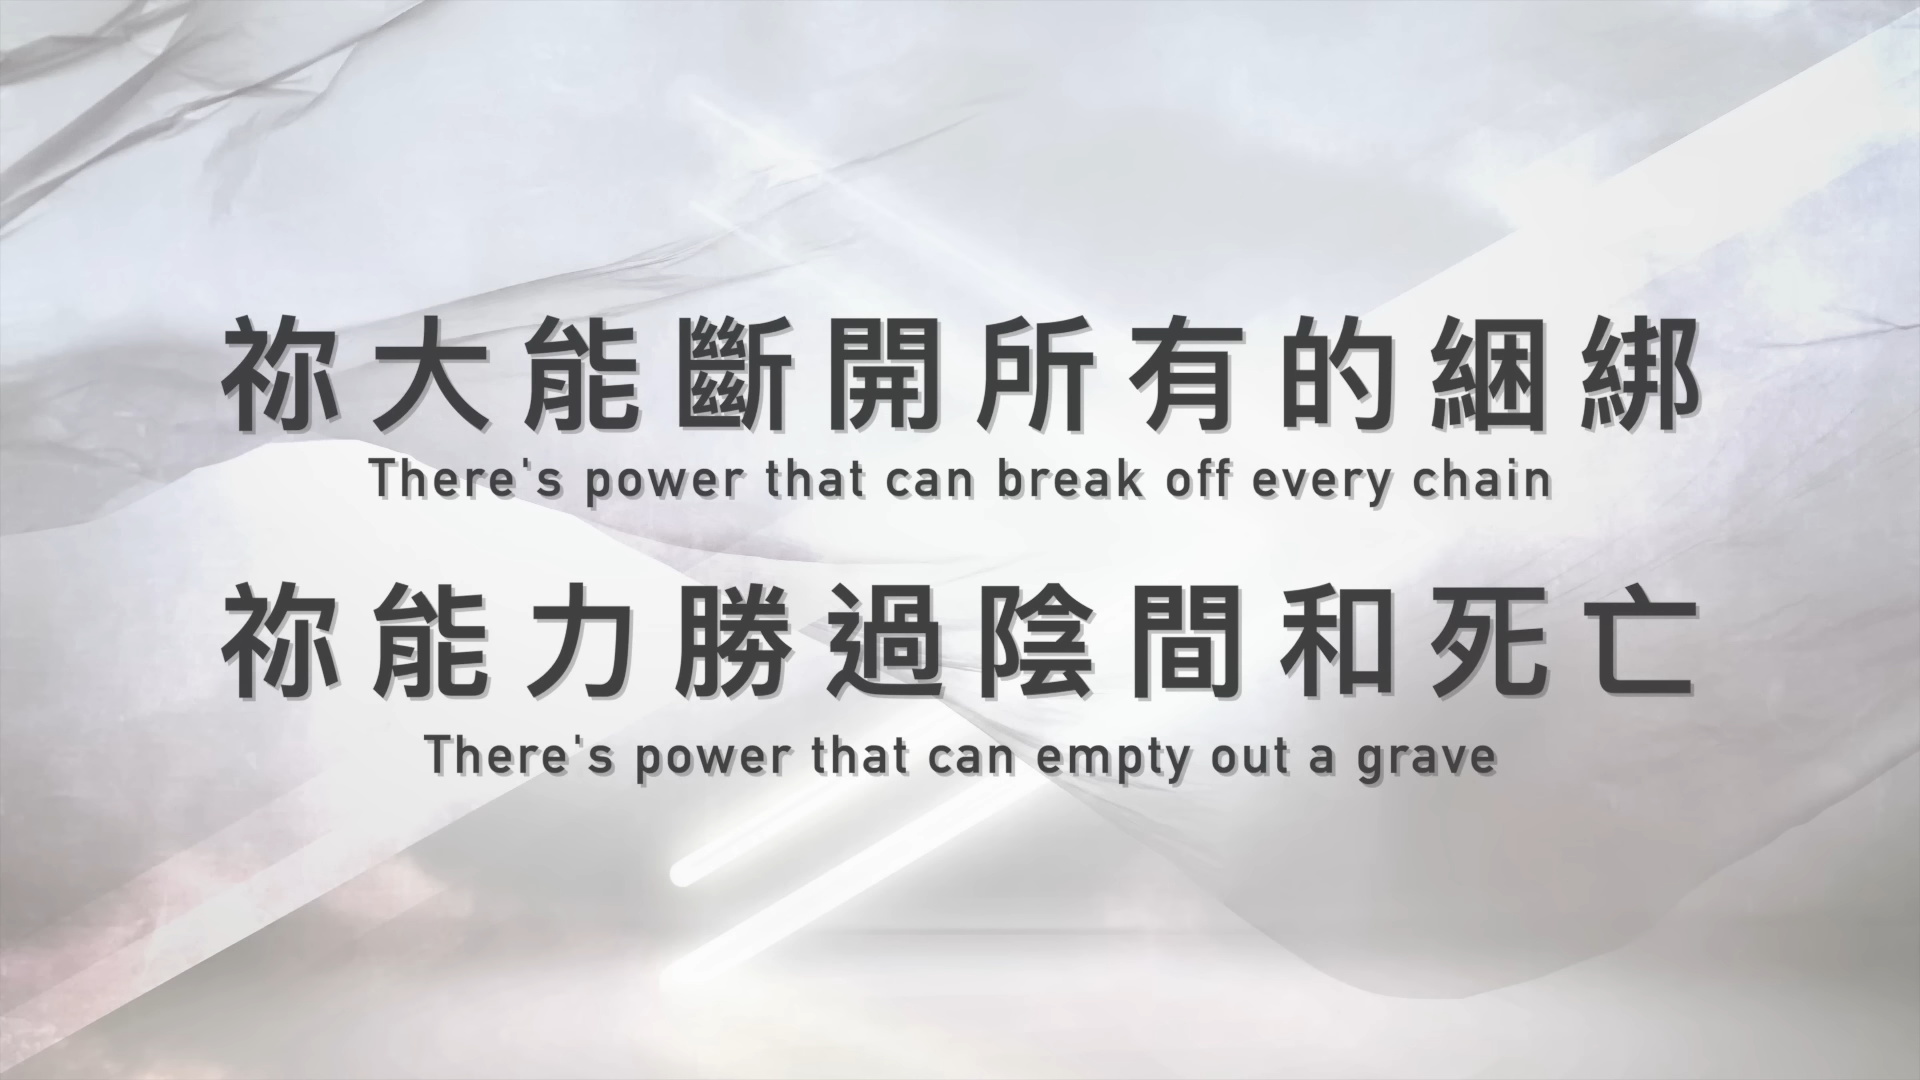 祢大能斷開所有的綑綁
There's power that can break off every chain
祢能力勝過陰間和死亡
There's power that can empty out a grave